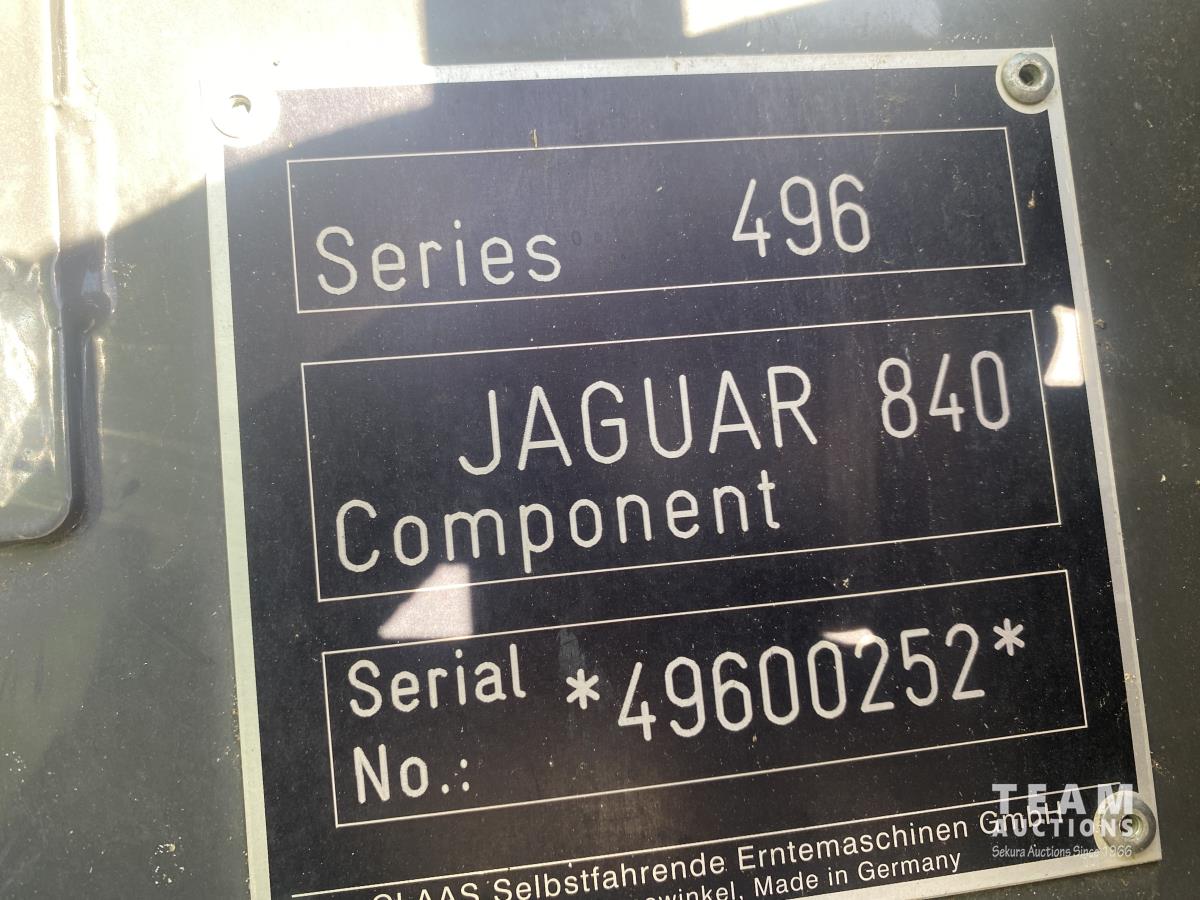 Series 496
JAGUAR 840
Component
Serial *49600252*
No.:
CLAAS Selbstfahrende Erntemaschinen GmbH
Made in Germany
TEAM
AUCTIONS
Sekura Auctions Since 1966